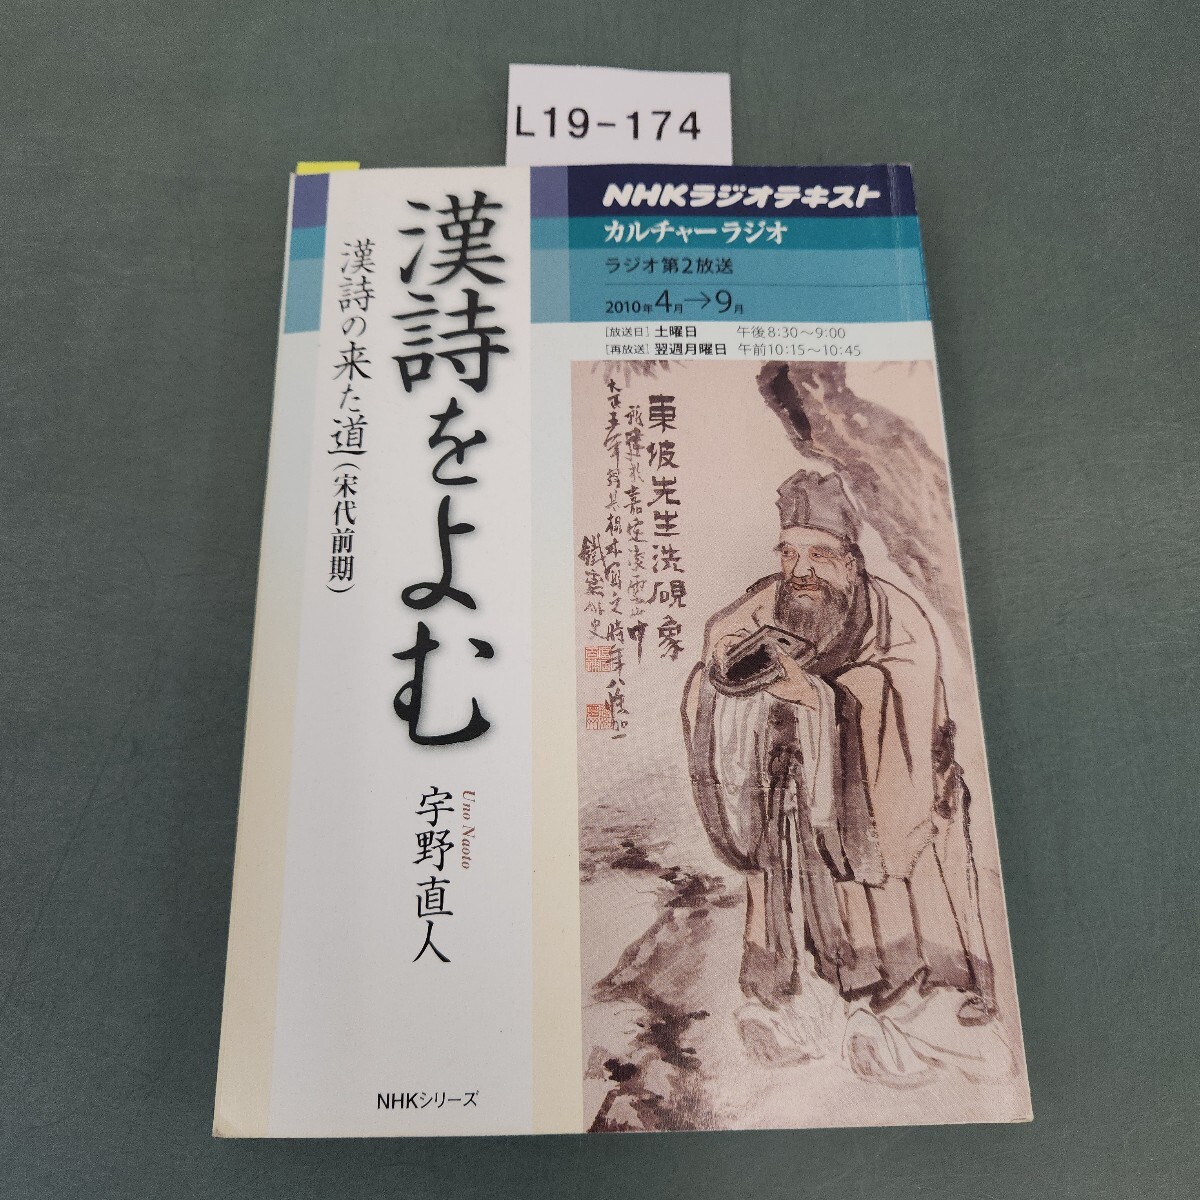 L19-174
NHKラジオテキスト
カルチャーラジオ
ラジオ第2放送
2010年4月→9月
[放送日] 土曜日 午後8:30～9:00
[再放送] 翌週月曜日 午前10:15～10:45
漢詩をよむ
漢詩の来た道(宋代前期)
宇野直人
Uno Naoto
NHKシリーズ
東坡先生洗硯象